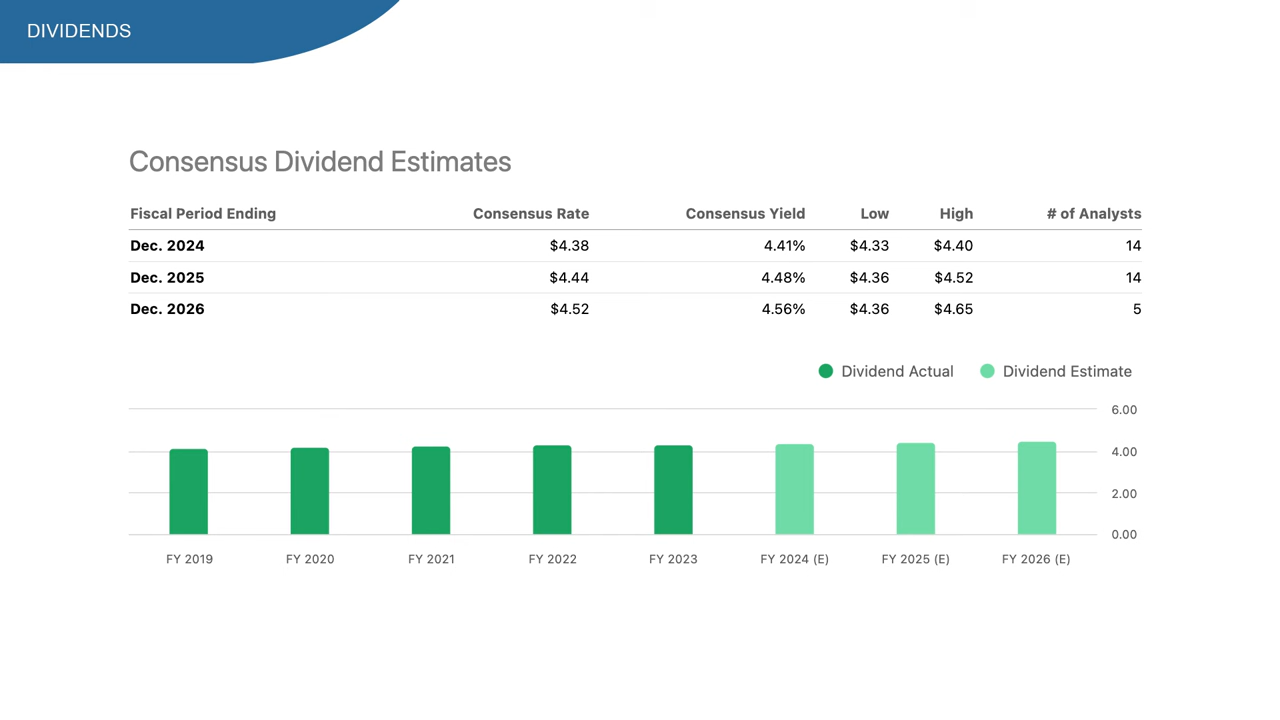 DIVIDENDS
Consensus Dividend Estimates
Fiscal Period Ending Consensus Rate Consensus Yield Low High # of Analysts
Dec. 2024 $4.38 4.41% $4.33 $4.40 14
Dec. 2025 $4.44 4.48% $4.36 $4.52 14
Dec. 2026 $4.52 4.56% $4.36 $4.65 5
Dividend Actual Dividend Estimate
6.00
4.00
2.00
0.00
FY 2019 FY 2020 FY 2021 FY 2022 FY 2023 FY 2024 (E) FY 2025 (E) FY 2026 (E)